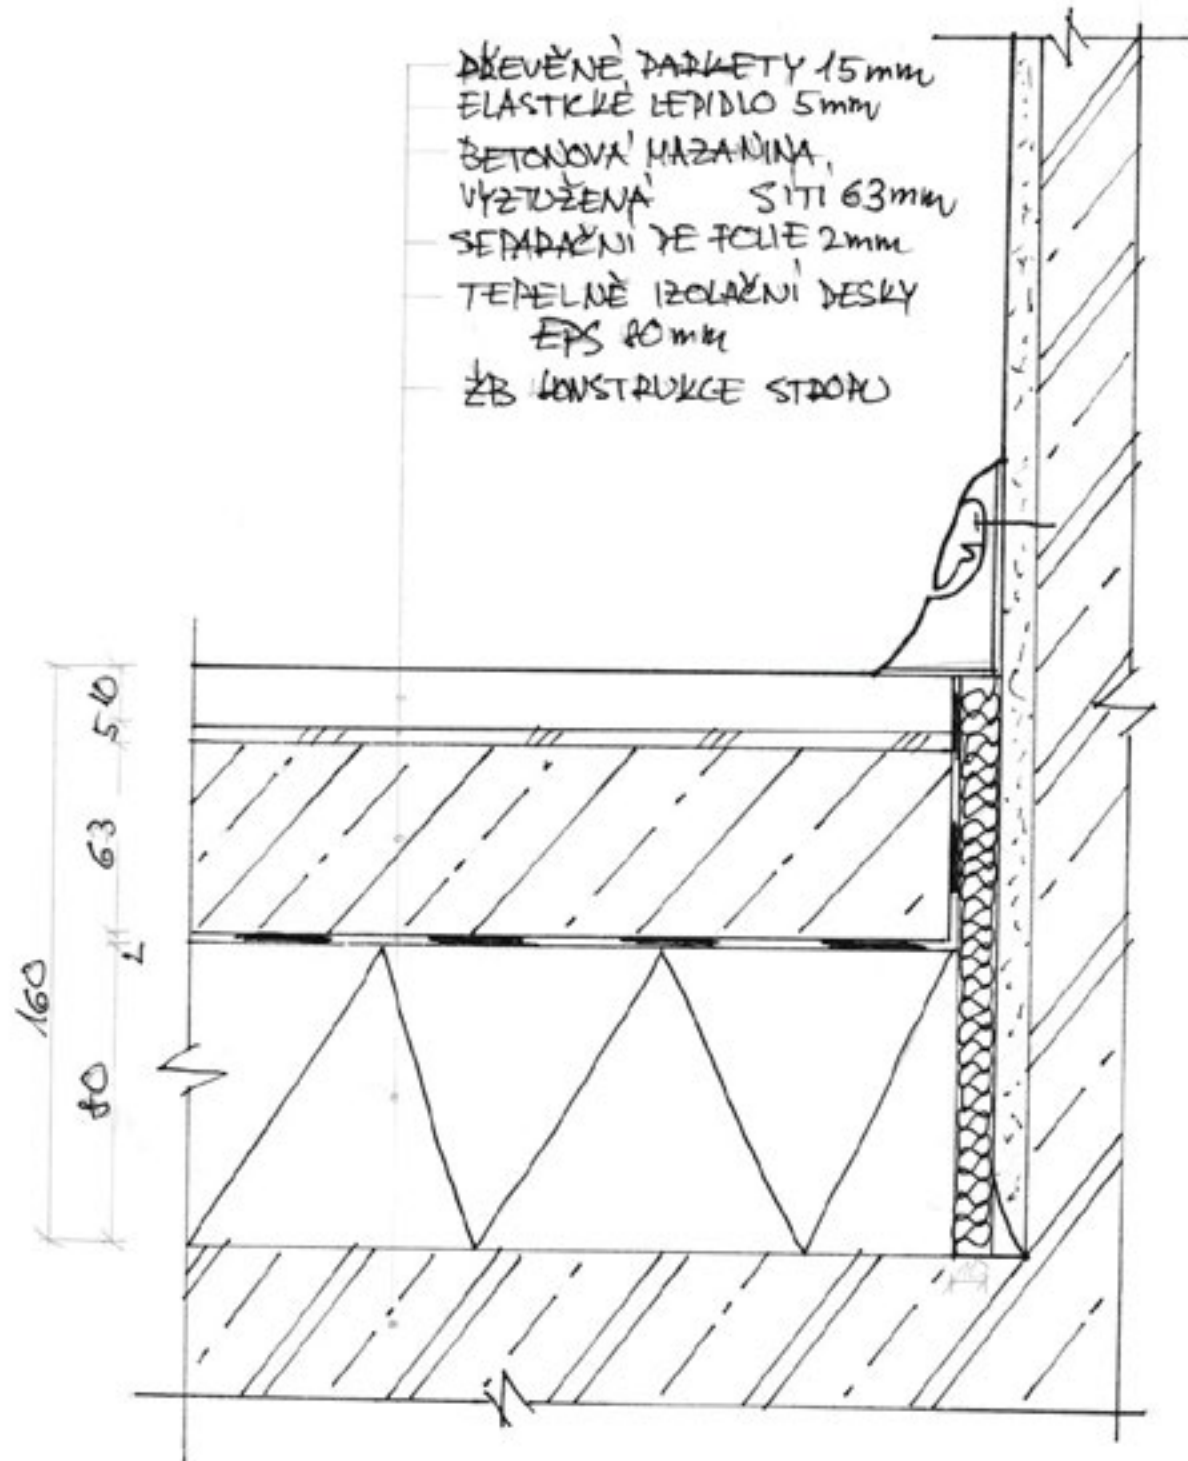 DŘEVĚNÉ PARKETY 15mm
ELASTICKÉ LEPIDLO 5mm
BETONOVÁ MAZANINA,
VYZTUŽENÁ SÍTÍ 63mm
SEPARAČNÍ PE FOLIE 2mm
TEPELNĚ IZOLAČNÍ DESKY
EPS 80mm
ŽB KONSTRUKCE STROPU
5 10
63
2
160
80
15